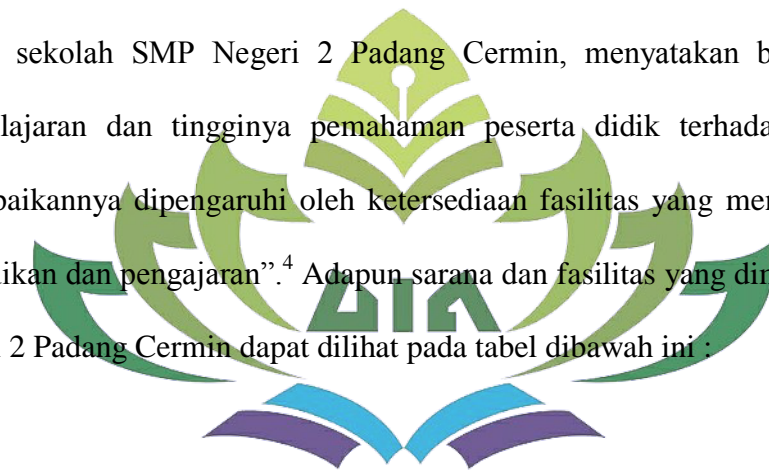 sekolah SMP Negeri 2 Padang Cermin, menyatakan b
lajaran dan tingginya pemahaman peserta didik terhada
paikannya dipengaruhi oleh ketersediaan fasilitas yang me
ikan dan pengajaran”.⁴ Adapun sarana dan fasilitas yang di
2 Padang Cermin dapat dilihat pada tabel dibawah ini :